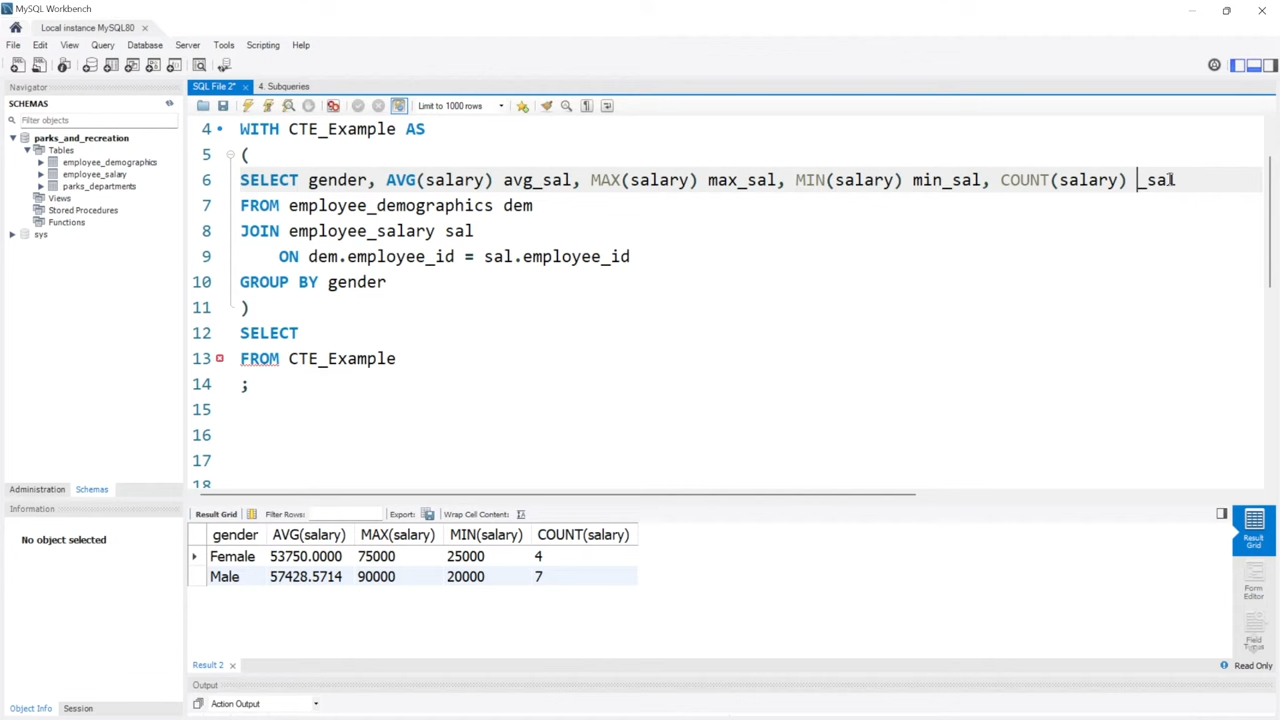 MySQL Workbench
Local instance MySQL80
File Edit View Query Database Server Tools Scripting Help
Navigator
SCHEMAS
Filter objects
parks_and_recreation
Tables
employee_demographics
employee_salary
parks_departments
Views
Stored Procedures
Functions
sys
Administration Schemas
Information
No object selected
Object Info Session
SQL File 2* 4. Subqueries
Limit to 1000 rows
4 WITH CTE_Example AS
5 (
6 SELECT gender, AVG(salary) avg_sal, MAX(salary) max_sal, MIN(salary) min_sal, COUNT(salary) _sal
7 FROM employee_demographics dem
8 JOIN employee_salary sal
9 ON dem.employee_id = sal.employee_id
10 GROUP BY gender
11 )
12 SELECT
13 FROM CTE_Example
14 ;
15
16
17
18
Result Grid Filter Rows: Export: Wrap Cell Content:
gender AVG(salary) MAX(salary) MIN(salary) COUNT(salary)
Female 53750.0000 75000 25000 4
Male 57428.5714 90000 20000 7
Result Grid
Form Editor
Field Types
Result 2
Read Only
Output
Action Output